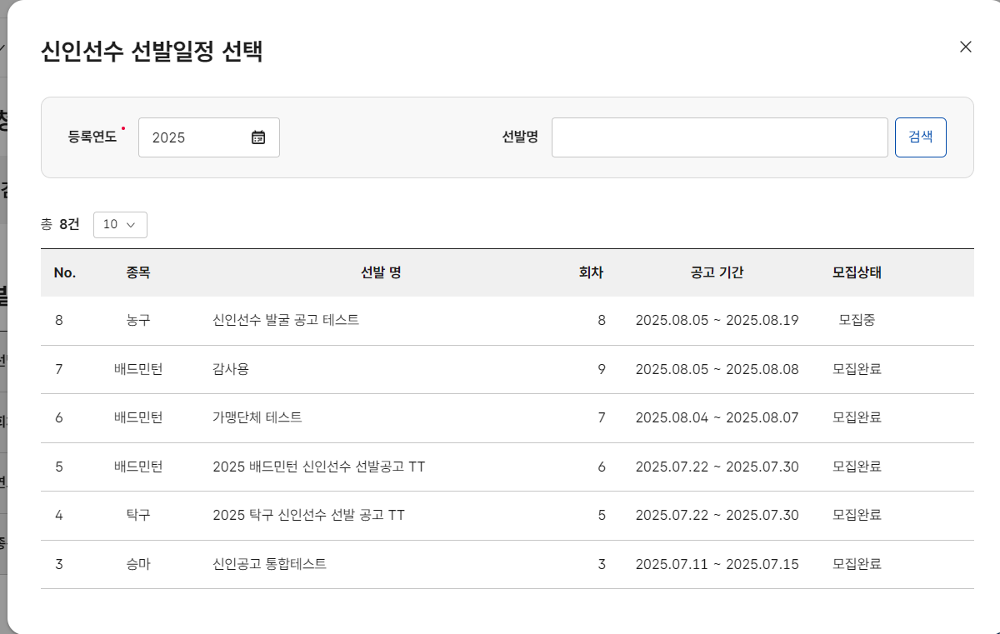 신인선수 선발일정 선택
등록연도 2025 선발명 검색
총 8건 10
No. 종목 선발 명 회차 공고 기간 모집상태
8 농구 신인선수 발굴 공고 테스트 8 2025.08.05 ~ 2025.08.19 모집중
7 배드민턴 감사용 9 2025.08.05 ~ 2025.08.08 모집완료
6 배드민턴 가맹단체 테스트 7 2025.08.04 ~ 2025.08.07 모집완료
5 배드민턴 2025 배드민턴 신인선수 선발공고 TT 6 2025.07.22 ~ 2025.07.30 모집완료
4 탁구 2025 탁구 신인선수 선발 공고 TT 5 2025.07.22 ~ 2025.07.30 모집완료
3 승마 신인공고 통합테스트 3 2025.07.11 ~ 2025.07.15 모집완료